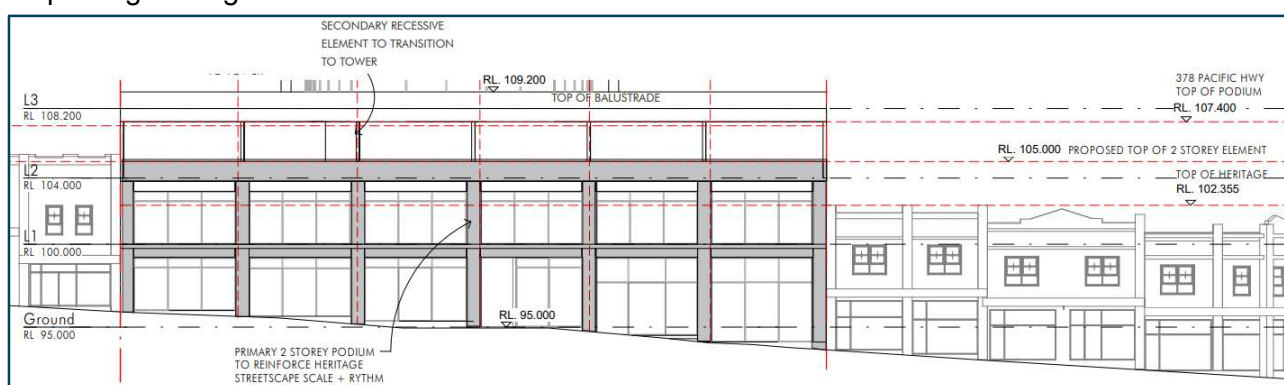 SECONDARY RECESSIVE
ELEMENT TO TRANSITION
TO TOWER
RL. 109.200
TOP OF BALUSTRADE
378 PACIFIC HWY
TOP OF PODIUM
RL. 107.400
L3
RL 108.200
RL. 105.000 PROPOSED TOP OF 2 STOREY ELEMENT
TOP OF HERITAGE
RL. 102.355
L2
RL 104.000
L1
RL 100.000
Ground
RL 95.000
RL. 95.000
PRIMARY 2 STOREY PODIUM
TO REINFORCE HERITAGE
STREETSCAPE SCALE + RYTHM